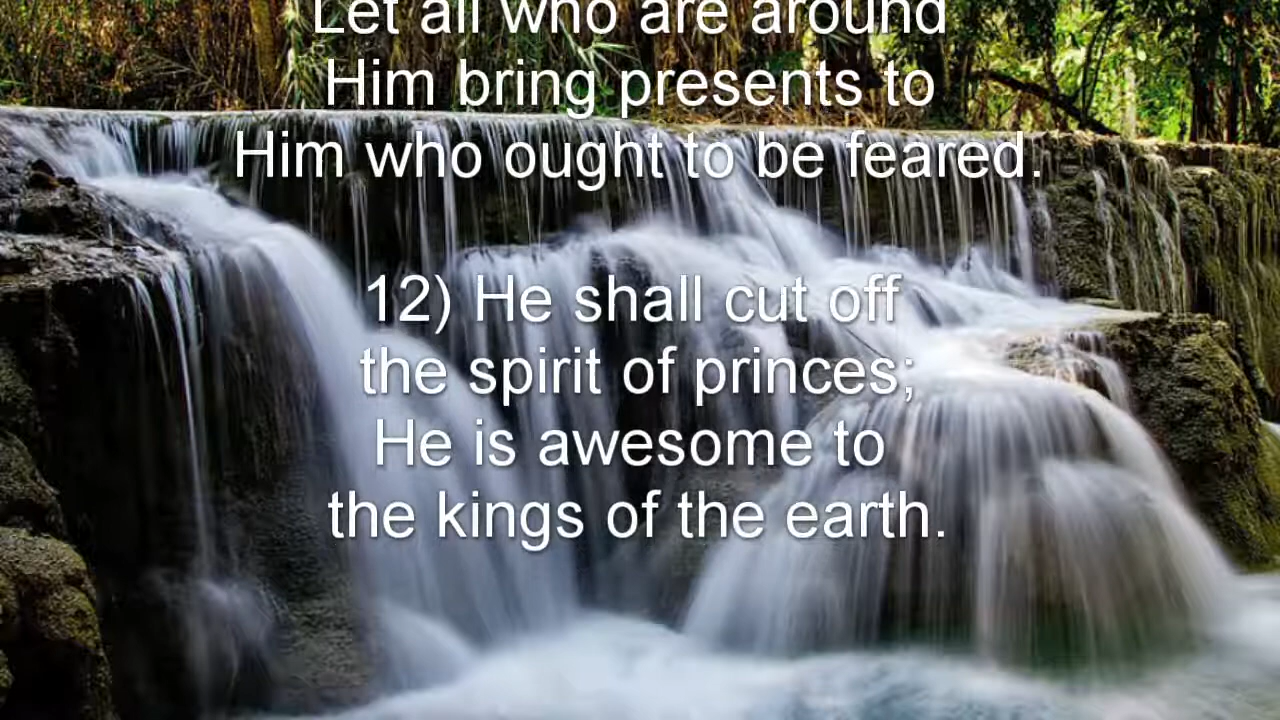 Let all who are around
Him bring presents to
Him who ought to be feared.
12) He shall cut off
the spirit of princes;
He is awesome to
the kings of the earth.